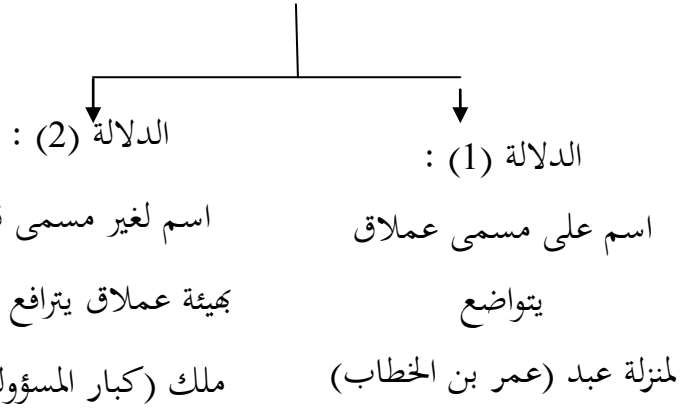 الدلالة (1) :
اسم على مسمى عملاق
يتواضع
لمنزلة عبد (عمر بن الخطاب)
الدلالة (2) :
اسم لغير مسمى
بهيئة عملاق يترافع
ملك (كبار